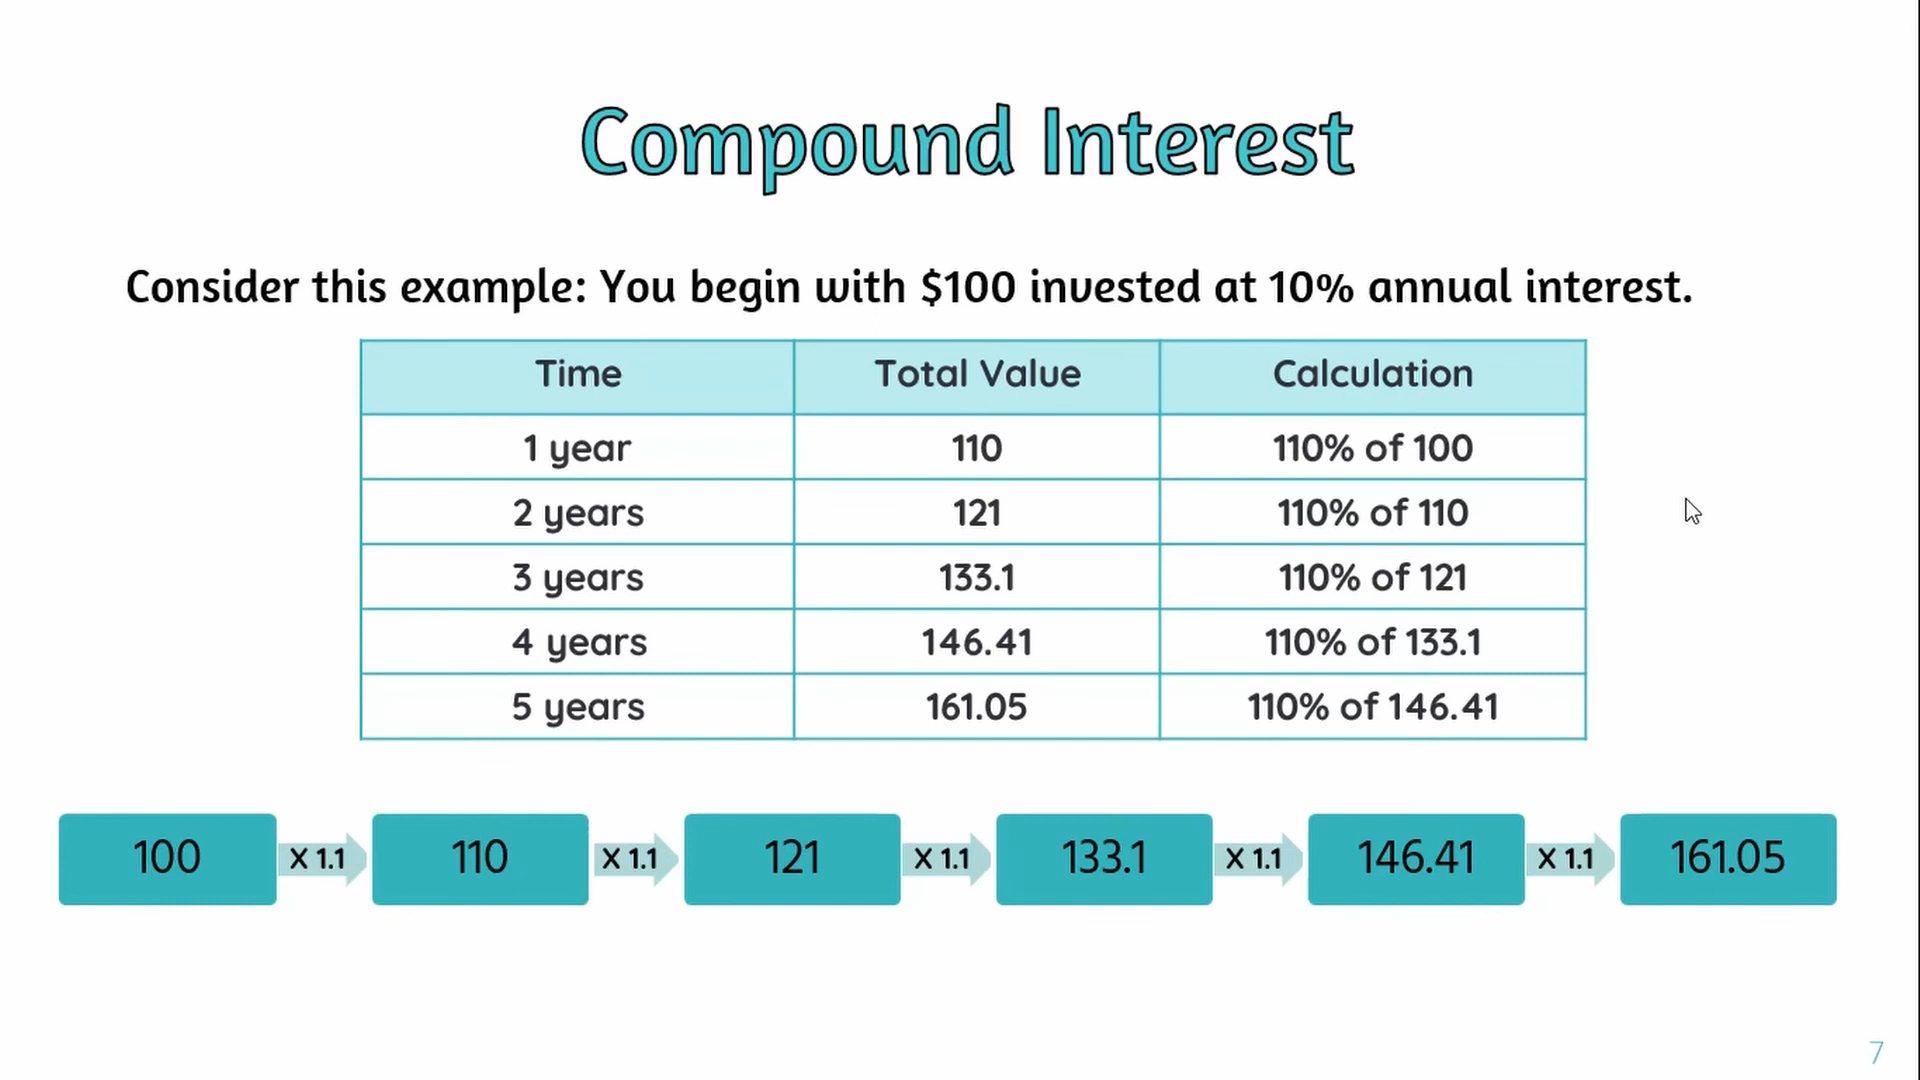 Compound Interest
Consider this example: You begin with $100 invested at 10% annual interest.
Time Total Value Calculation
1 year 110 110% of 100
2 years 121 110% of 110
3 years 133.1 110% of 121
4 years 146.41 110% of 133.1
5 years 161.05 110% of 146.41
100 X 1.1 110 X 1.1 121 X 1.1 133.1 X 1.1 146.41 X 1.1 161.05
7